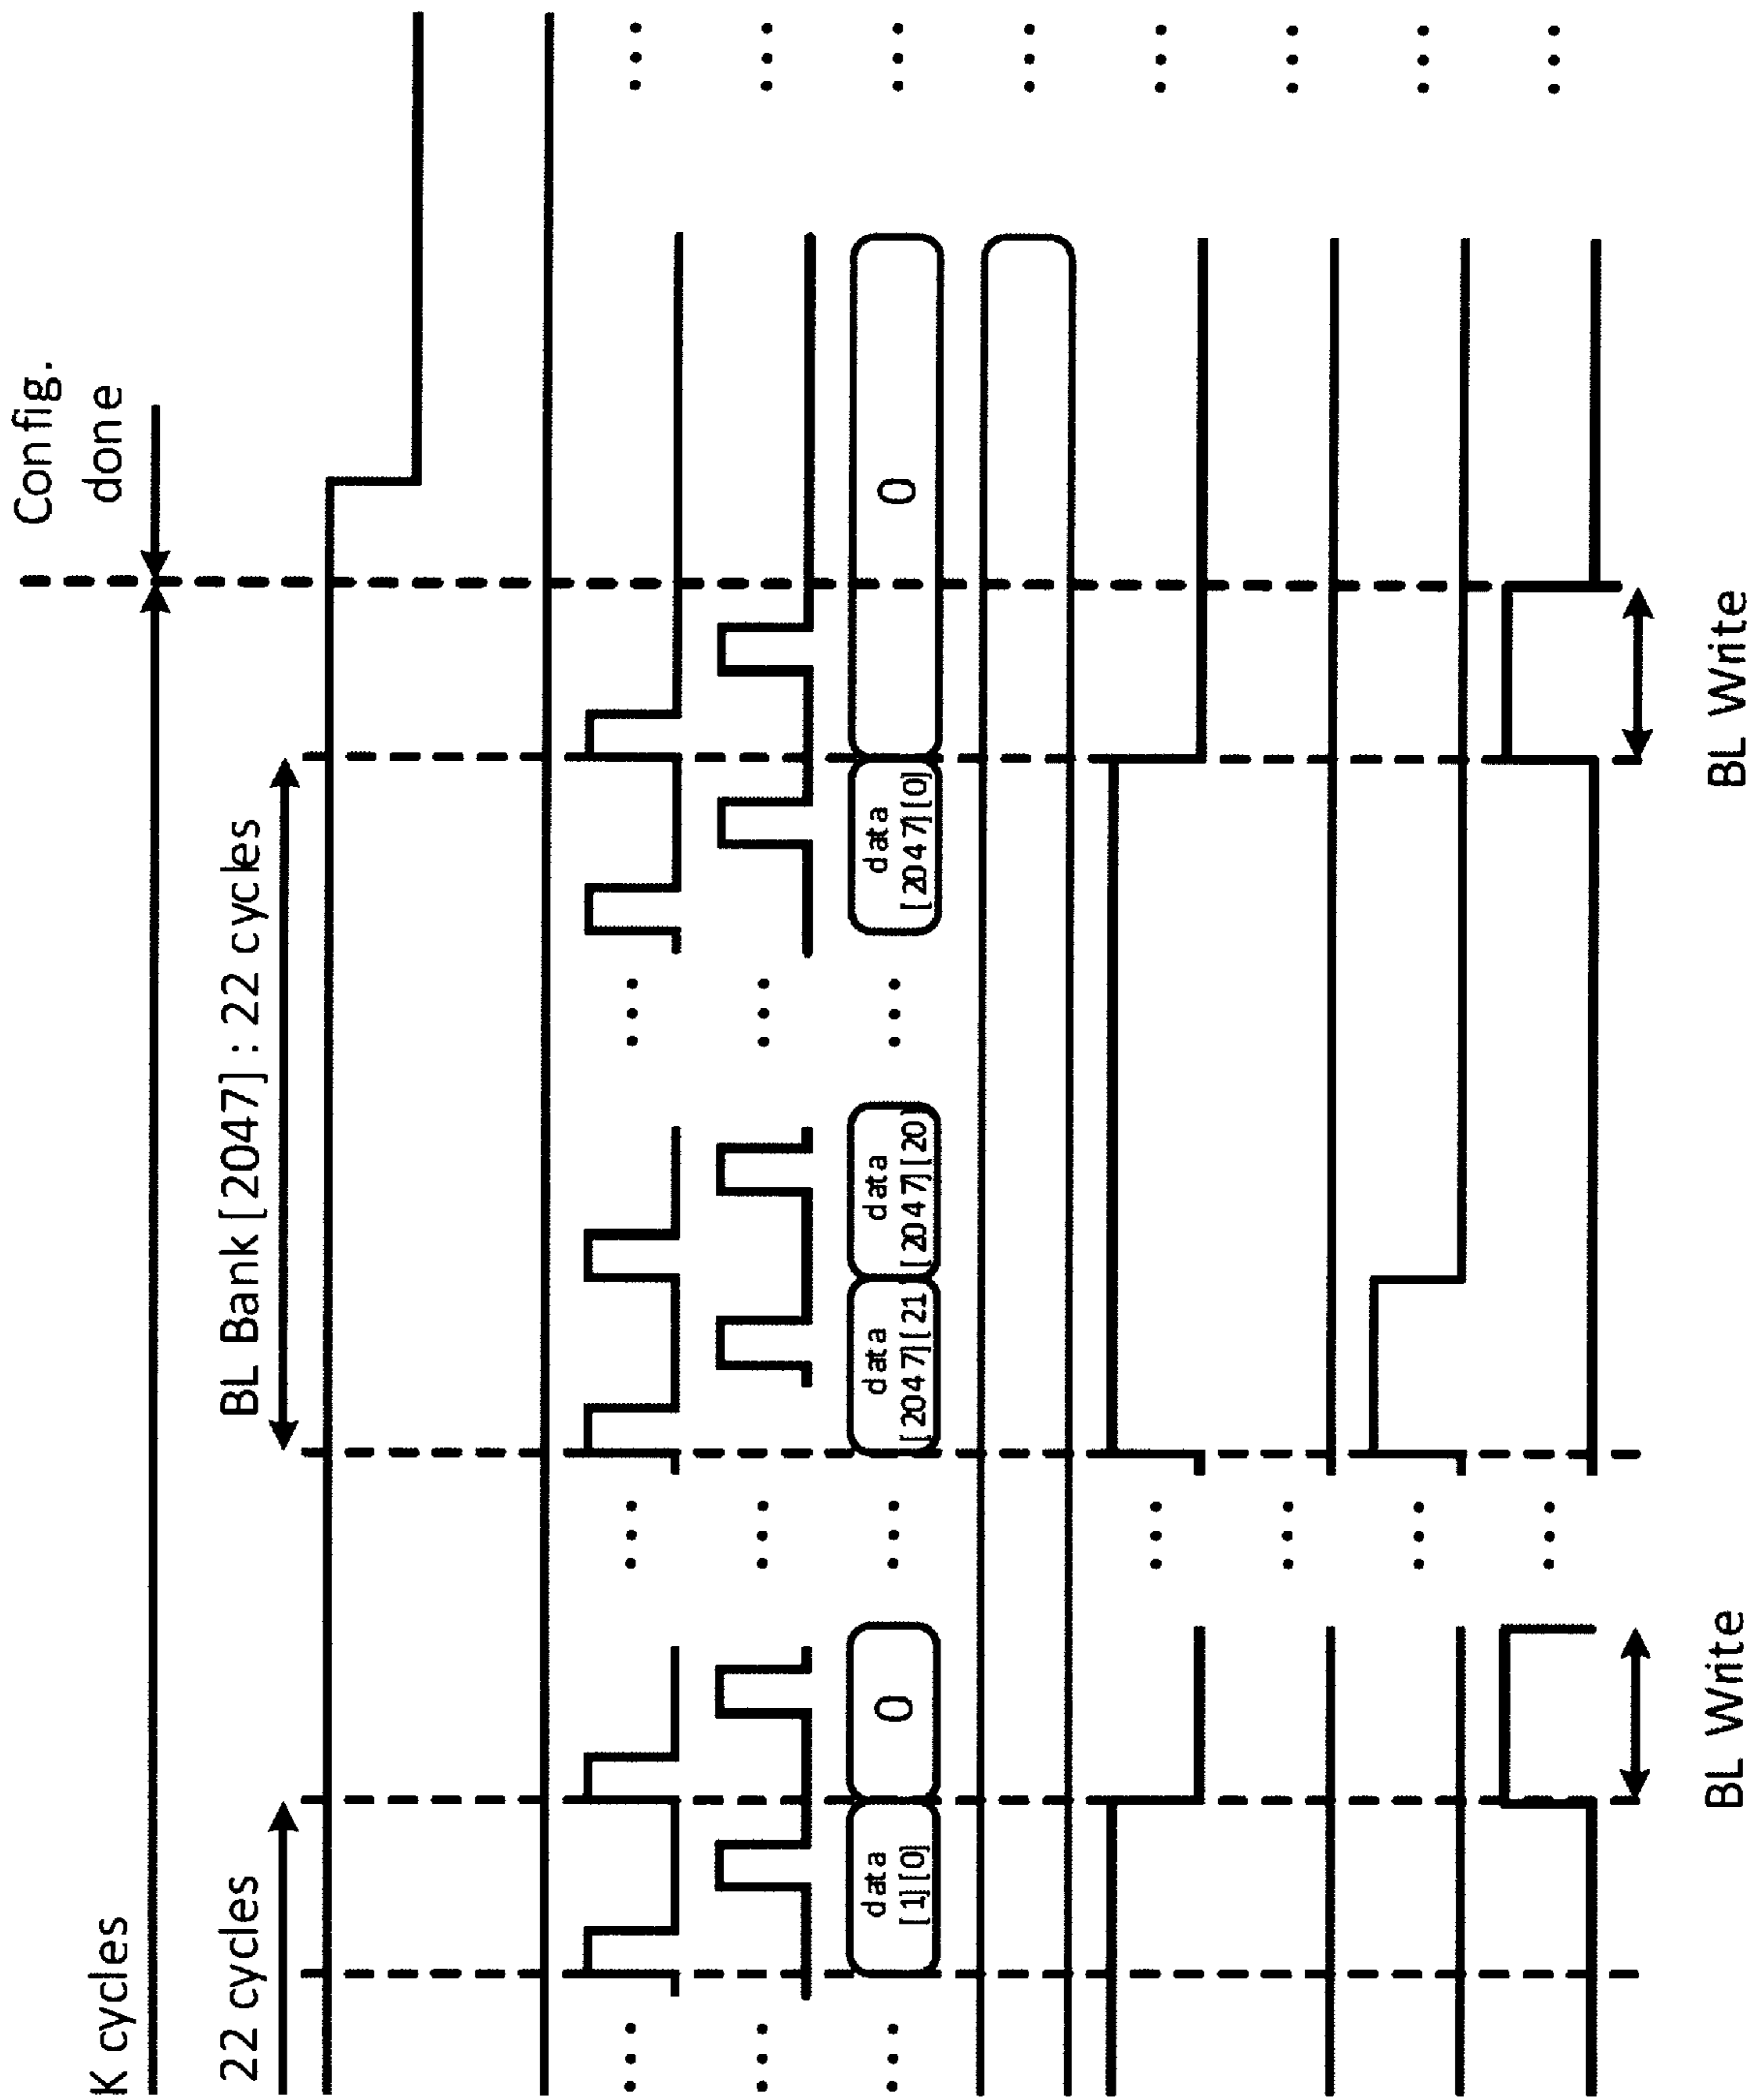 K cycles
Config.
done
22 cycles
BL Bank[2047] : 22 cycles
data
[1][0]
0
data
[2047][21
data
[2047][20]
data
[2047][0]
0
BL Write
BL Write